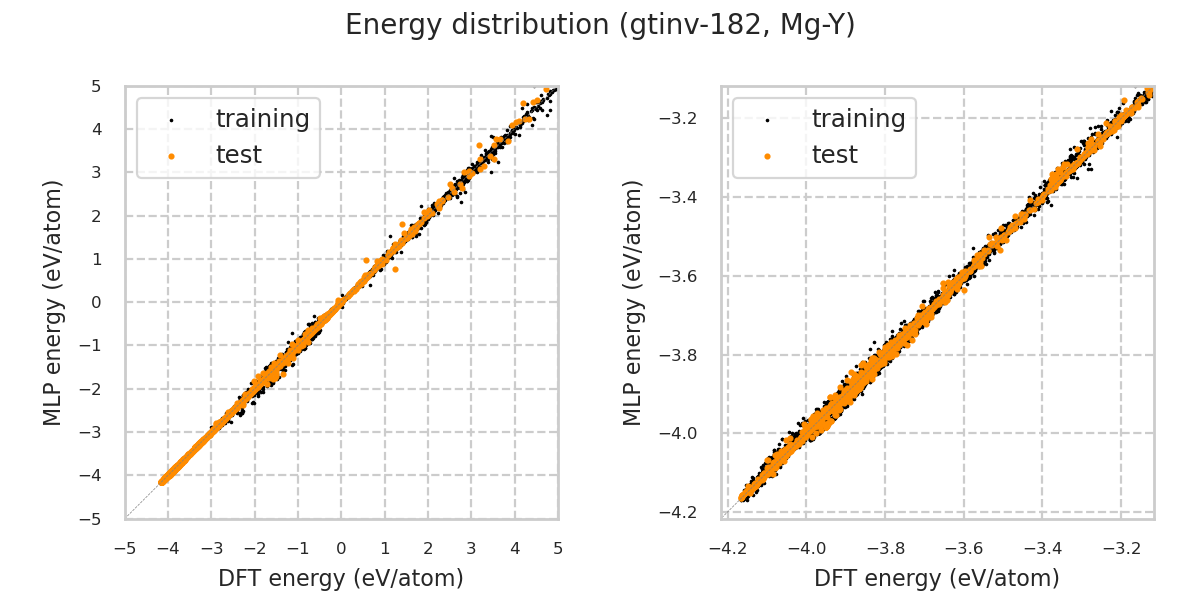 Energy distribution (gtinv-182, Mg-Y)
5
4
3
2
1
0
−1
−2
−3
−4
−5
MLP energy (eV/atom)
training
test
−5 −4 −3 −2 −1 0 1 2 3 4 5
DFT energy (eV/atom)
−3.2
−3.4
−3.6
−3.8
−4.0
−4.2
MLP energy (eV/atom)
training
test
−4.2 −4.0 −3.8 −3.6 −3.4 −3.2
DFT energy (eV/atom)